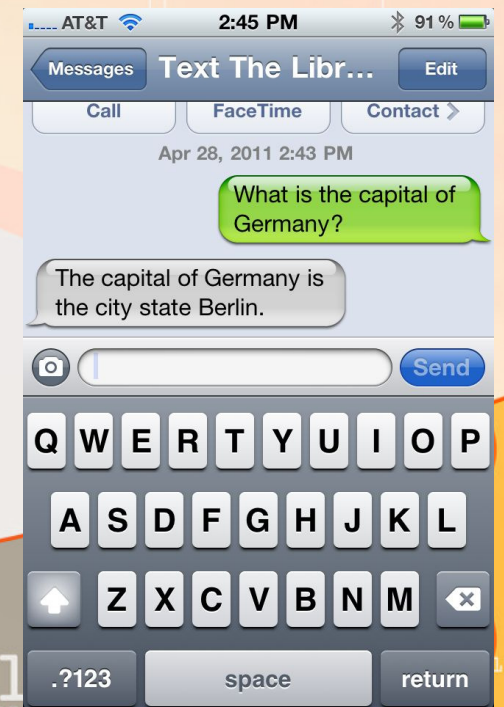 AT&T 2:45 PM 91 %
Messages Text The Libr... Edit
Call FaceTime Contact
Apr 28, 2011 2:43 PM
What is the capital of
Germany?
The capital of Germany is
the city state Berlin.
Send
Q W E R T Y U I O P
A S D F G H J K L
Z X C V B N M
.?123 space return